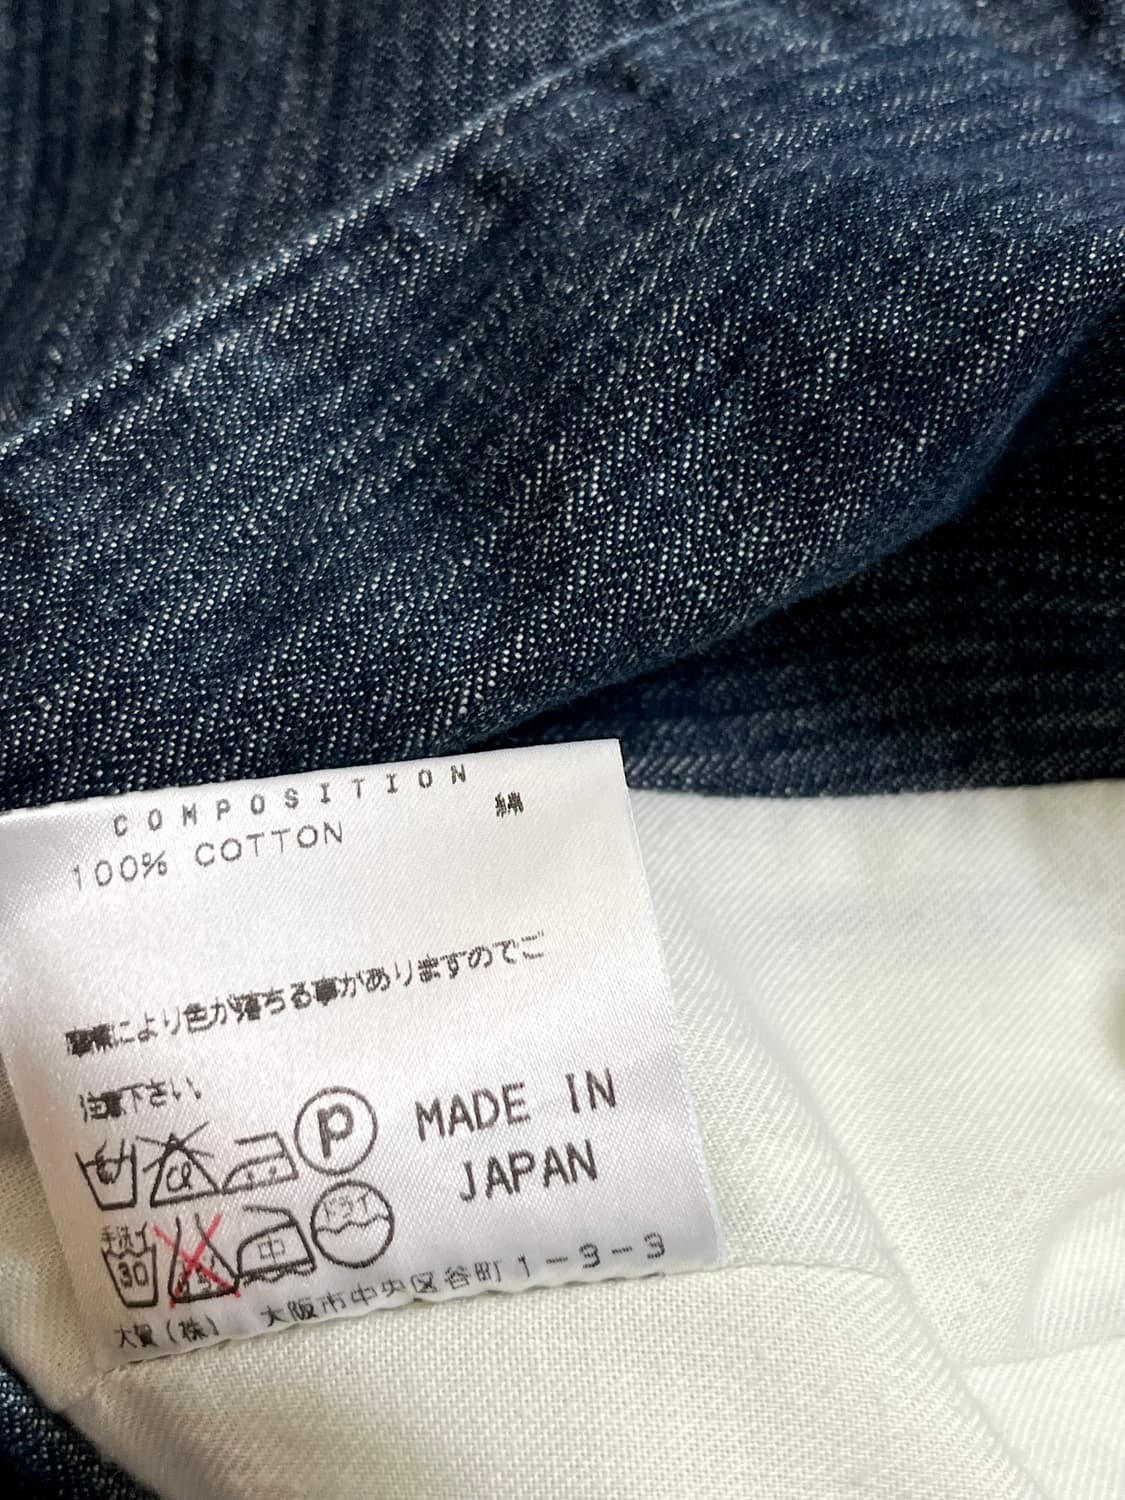 COMPOSITION
綿
100% COTTON
摩擦により色が落ちる事がありますのでご
注意下さい。
P
MADE IN
JAPAN
手洗イ
30
中
ドライ
大賀(株) 大阪市中央区谷町1-3-3